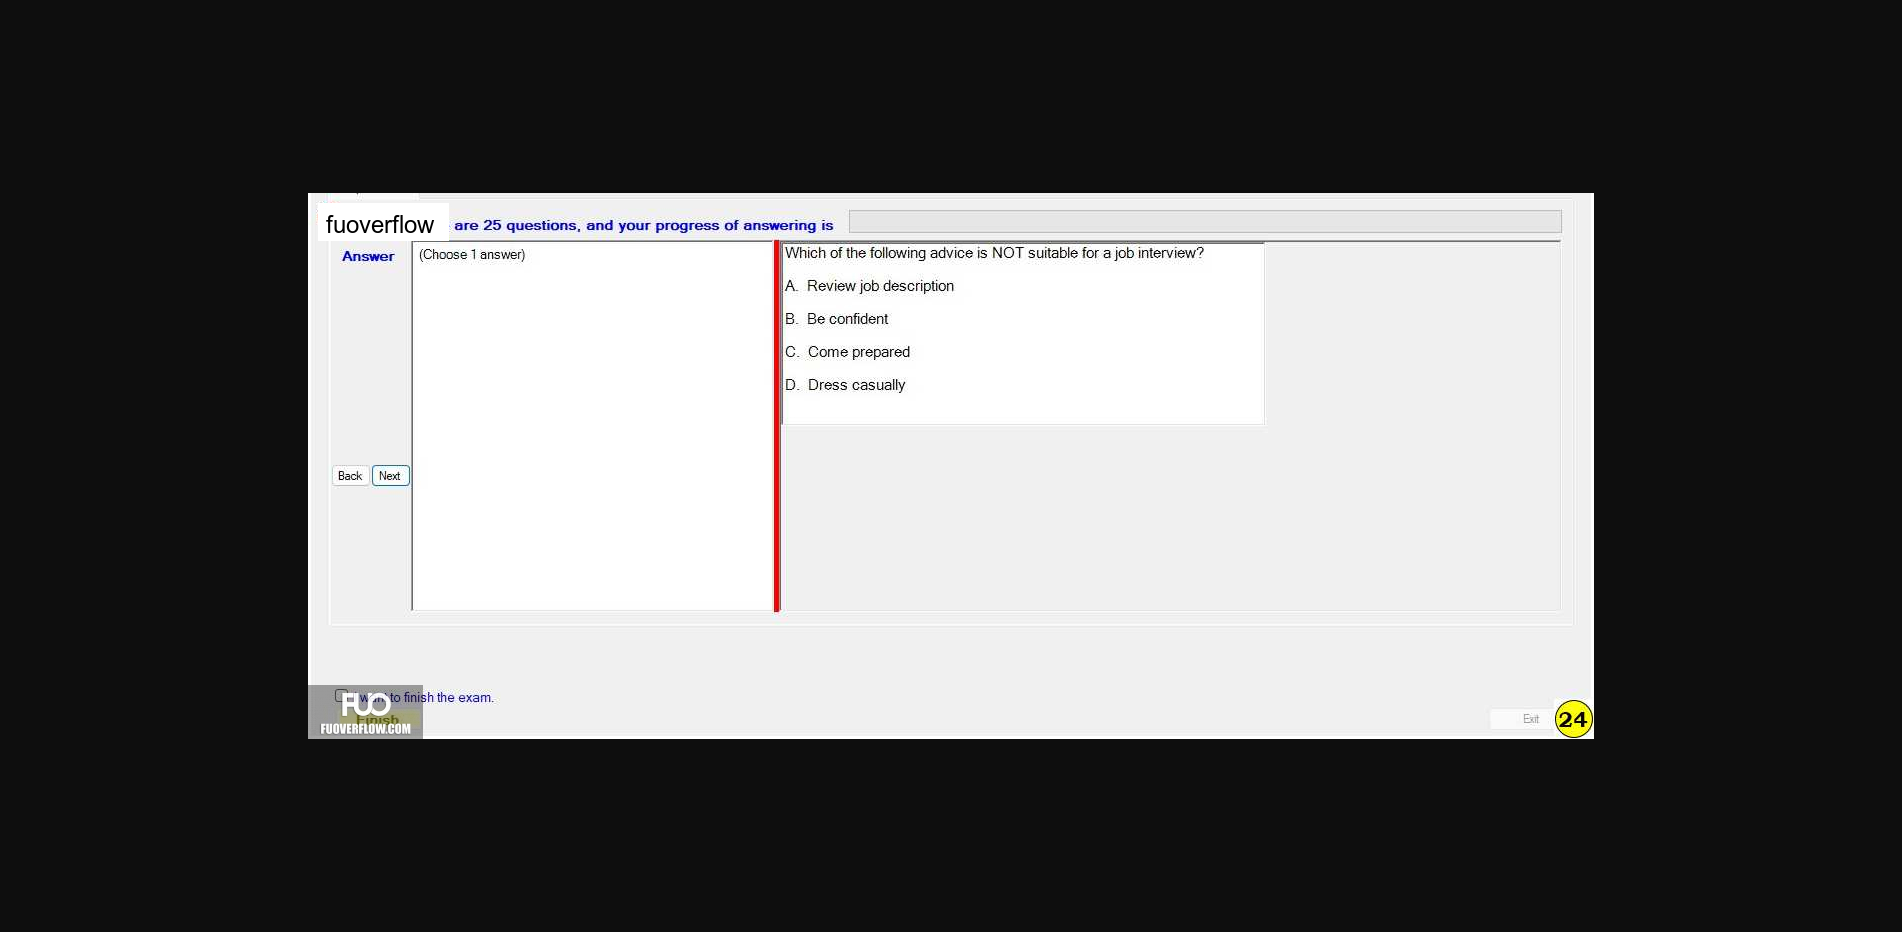 fuoverflow are 25 questions, and your progress of answering is
Answer
(Choose 1 answer)
Which of the following advice is NOT suitable for a job interview?
A. Review job description
B. Be confident
C. Come prepared
D. Dress casually
Back Next
want to finish the exam.
FUO
Finish
FUOVERFLOW.COM
Exit
24